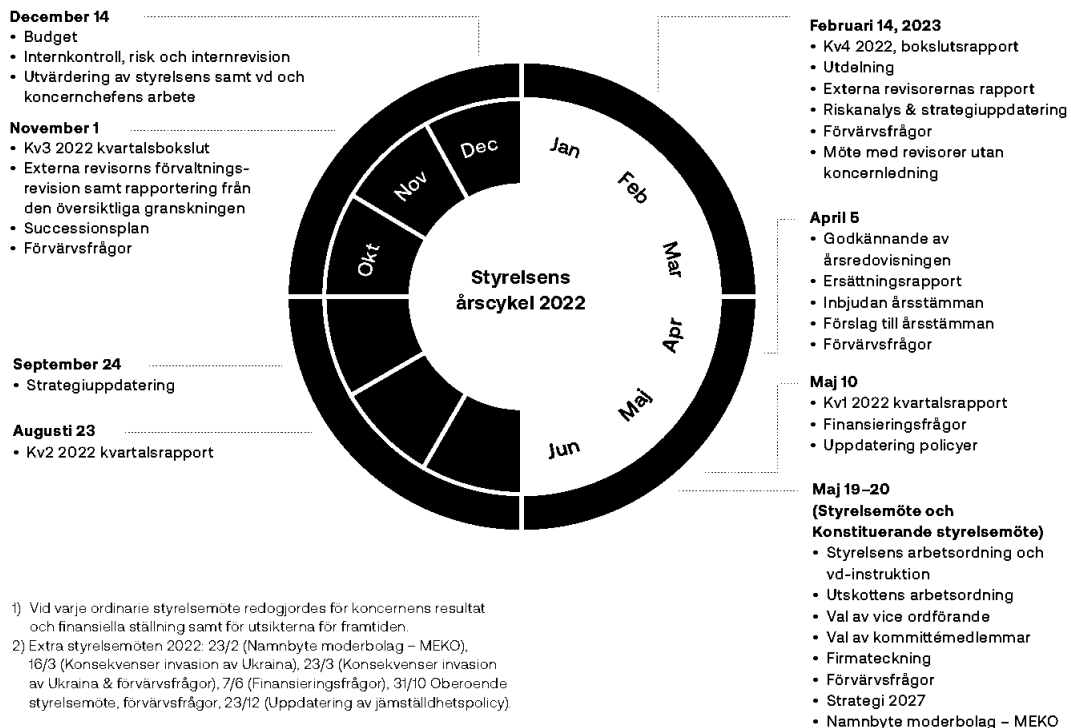 December 14
• Budget
• Internkontroll, risk och internrevision
• Utvärdering av styrelsens samt vd och
koncernchefens arbete
November 1
• Kv3 2022 kvartalsbokslut
• Externa revisorns förvaltnings-
revision samt rapportering från
den översiktliga granskningen
• Successionsplan
• Förvärvsfrågor
September 24
• Strategiuppdatering
Augusti 23
• Kv2 2022 kvartalsrapport
Dec
Nov
Okt
Jan
Feb
Mar
Apr
Maj
Jun
Styrelsens
årscykel 2022
Februari 14, 2023
• Kv4 2022, bokslutsrapport
• Utdelning
• Externa revisorernas rapport
• Riskanalys & strategiuppdatering
• Förvärvsfrågor
• Möte med revisorer utan
koncernledning
April 5
• Godkännande av
årsredovisningen
• Ersättningsrapport
• Inbjudan årsstämman
• Förslag till årsstämman
• Förvärvsfrågor
Maj 10
• Kv1 2022 kvartalsrapport
• Finansieringsfrågor
• Uppdatering policyer
Maj 19–20
(Styrelsemöte och
Konstituerande styrelsemöte)
• Styrelsens arbetsordning och
vd-instruktion
• Utskottens arbetsordning
• Val av vice ordförande
• Val av kommittémedlemmar
• Firmateckning
• Förvärvsfrågor
• Strategi 2027
• Namnbyte moderbolag – MEKO
1) Vid varje ordinarie styrelsemöte redogjordes för koncernens resultat
och finansiella ställning samt för utsikterna för framtiden.
2) Extra styrelsemöten 2022: 23/2 (Namnbyte moderbolag – MEKO),
16/3 (Konsekvenser invasion av Ukraina), 23/3 (Konsekvenser invasion
av Ukraina & förvärvsfrågor), 7/6 (Finansieringsfrågor), 31/10 Oberoende
styrelsemöte, förvärvsfrågor, 23/12 (Uppdatering av jämställdhetspolicy).